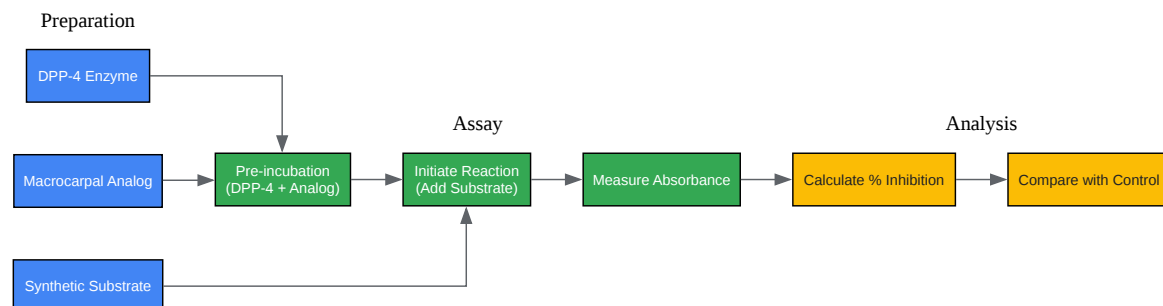 Preparation
DPP-4 Enzyme
Assay
Analysis
Macrocarpal Analog
Pre-incubation
(DPP-4 + Analog)
Initiate Reaction
(Add Substrate)
Measure Absorbance
Calculate % Inhibition
Compare with Control
Synthetic Substrate